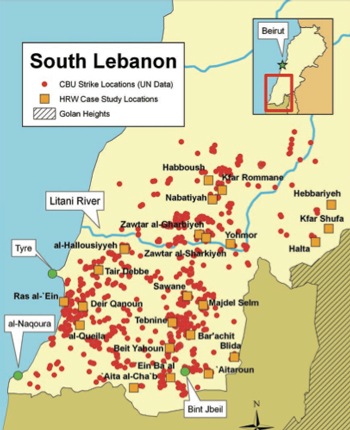 Beirut
South Lebanon
CBU Strike Locations (UN Data)
HRW Case Study Locations
Golan Heights
Habboush
Kfar Rommane
Nabatiyah
Hebbariyeh
Litani River
Zawtar al-Gharbiyeh
Kfar Shufa
Yohmor
al-Hallousiyyeh
Halta
Zawtar al-Sharkiyeh
Tyre
Tair Debbe
Sawane
Ras al-`Ein
Deir Qanoun
Majdel Selm
Tebnine
al-Naqoura
al-Queila
Bar'achit
Beit Yahoun
Blida
Ein Ba`al
`Aitaroun
`Aita al-Cha`b
Bint Jbeil
N